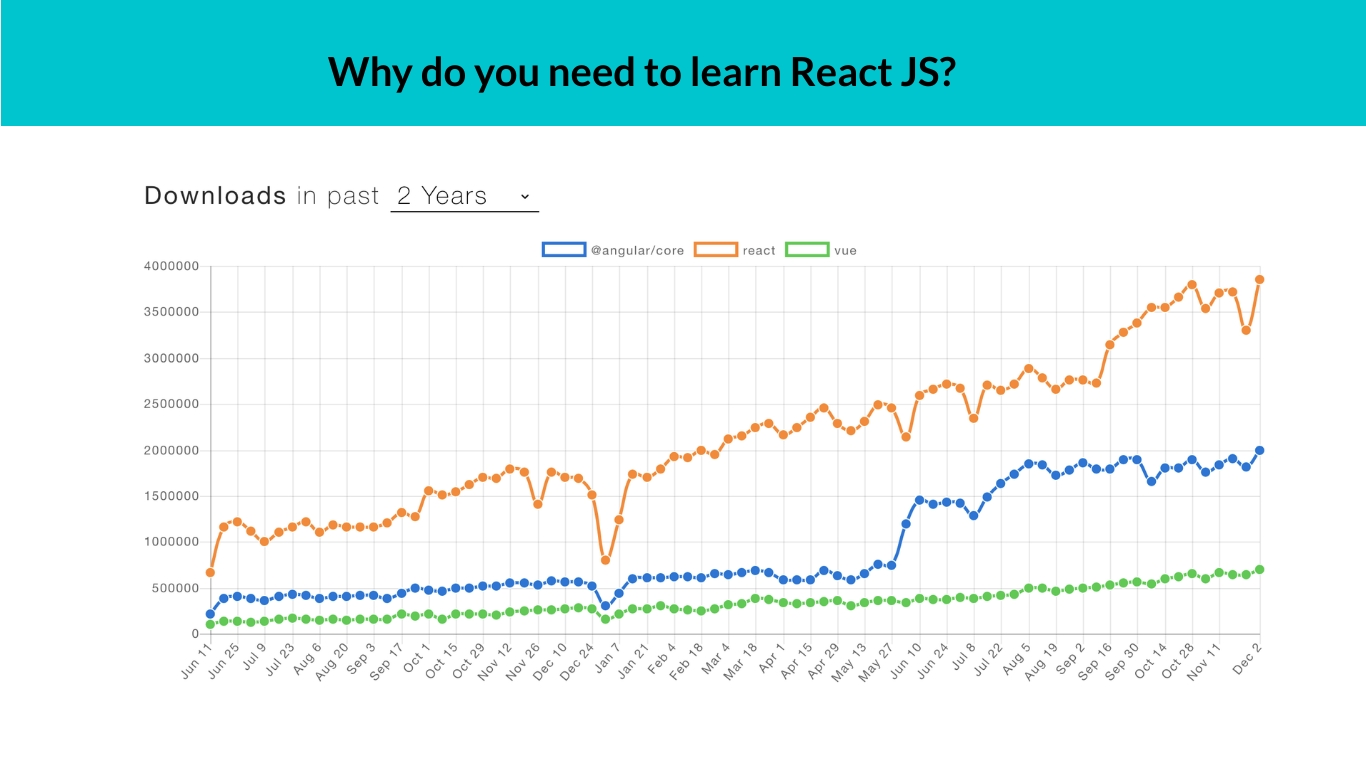 Why do you need to learn React JS?
Downloads in past 2 Years
@angular/core react vue
4000000
3500000
3000000
2500000
2000000
1500000
1000000
500000
0
Jun 11 Jun 25 Jul 9 Jul 23 Aug 6 Aug 20 Sep 3 Sep 17 Oct 1 Oct 15 Oct 29 Nov 12 Nov 26 Dec 10 Dec 24 Jan 7 Jan 21 Feb 4 Feb 18 Mar 4 Mar 18 Apr 1 Apr 15 Apr 29 May 13 May 27 Jun 10 Jun 24 Jul 8 Jul 22 Aug 5 Aug 19 Sep 2 Sep 16 Sep 30 Oct 14 Oct 28 Nov 11 Dec 2